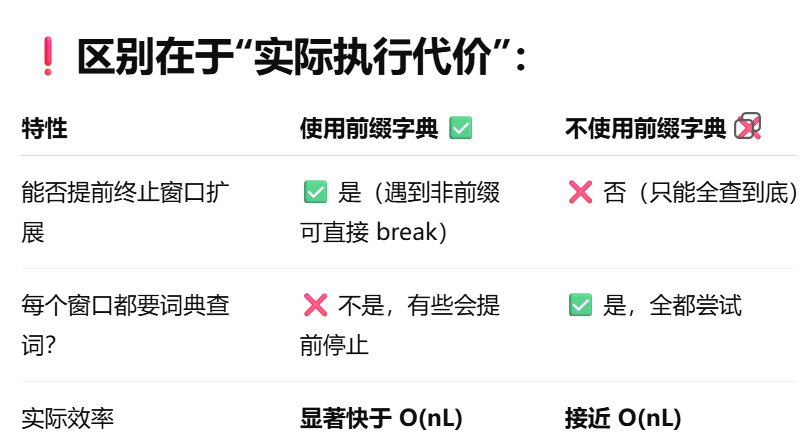 ❗ 区别在于“实际执行代价”：
特性 使用前缀字典 ✅ 不使用前缀字典 ❌
能否提前终止窗口扩 ✅ 是（遇到非前缀 ❌ 否（只能全查到底）
展 可直接 break）
每个窗口都要词典查 ❌ 不是，有些会提 ✅ 是，全都尝试
词？ 前停止
实际效率 显著快于 O(nL) 接近 O(nL)